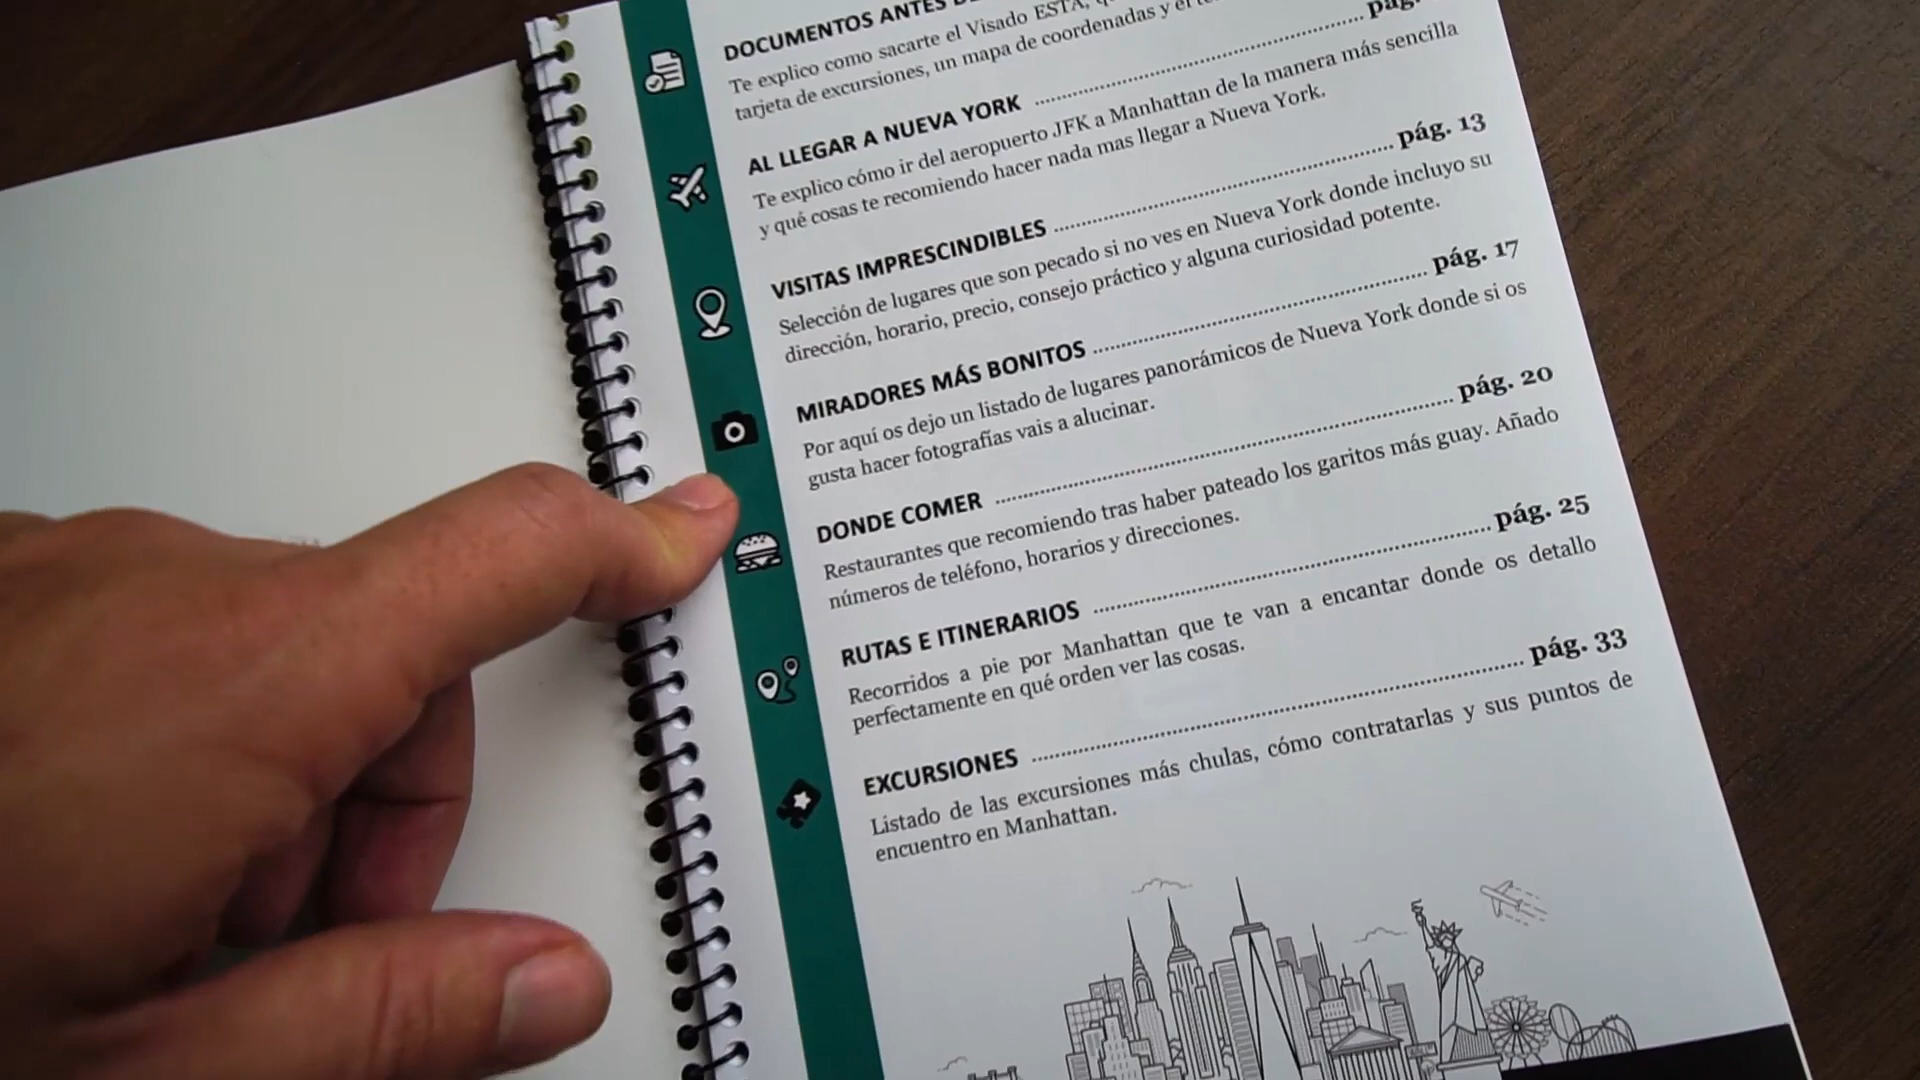 DOCUMENTOS ANTES
Te explico como sacarte el Visado ESTA,
tarjeta de excursiones, un mapa de coordenadas y el
AL LLEGAR A NUEVA YORK ........ pág.
Te explico cómo ir del aeropuerto JFK a Manhattan de la manera más sencilla
y qué cosas te recomiendo hacer nada mas llegar a Nueva York.
VISITAS IMPRESCINDIBLES ........ pág. 13
Selección de lugares que son pecado si no ves en Nueva York donde incluyo su
dirección, horario, precio, consejo práctico y alguna curiosidad potente.
MIRADORES MÁS BONITOS ........ pág. 17
Por aquí os dejo un listado de lugares panorámicos de Nueva York donde si os
gusta hacer fotografías vais a alucinar.
DONDE COMER ........ pág. 20
Restaurantes que recomiendo tras haber pateado los garitos más guay. Añado
números de teléfono, horarios y direcciones.
RUTAS E ITINERARIOS ........ pág. 25
Recorridos a pie por Manhattan que te van a encantar donde os detallo
perfectamente en qué orden ver las cosas.
EXCURSIONES ........ pág. 33
Listado de las excursiones más chulas, cómo contratarlas y sus puntos de
encuentro en Manhattan.